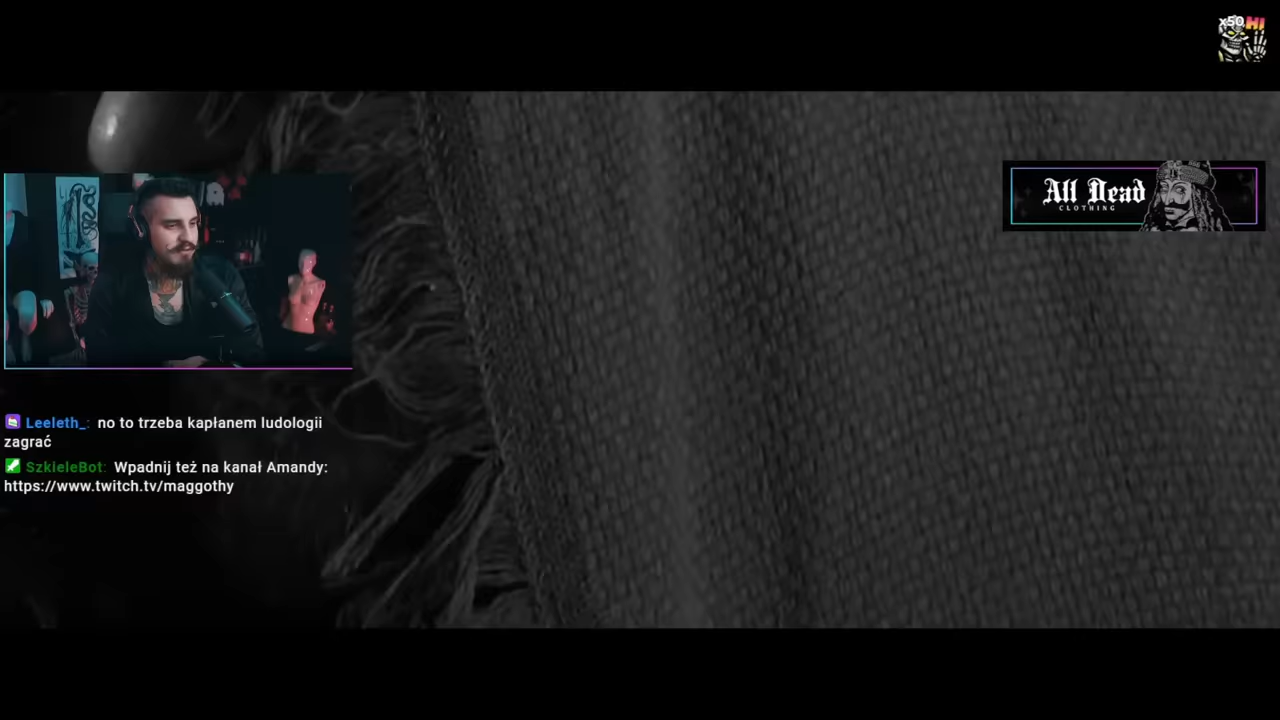 x50 HI
All Dead
CLOTHING
Leeleth_: no to trzeba kapłanem ludologii
zagrać
SzkieleBot: Wpadnij też na kanał Amandy:
https://www.twitch.tv/maggothy